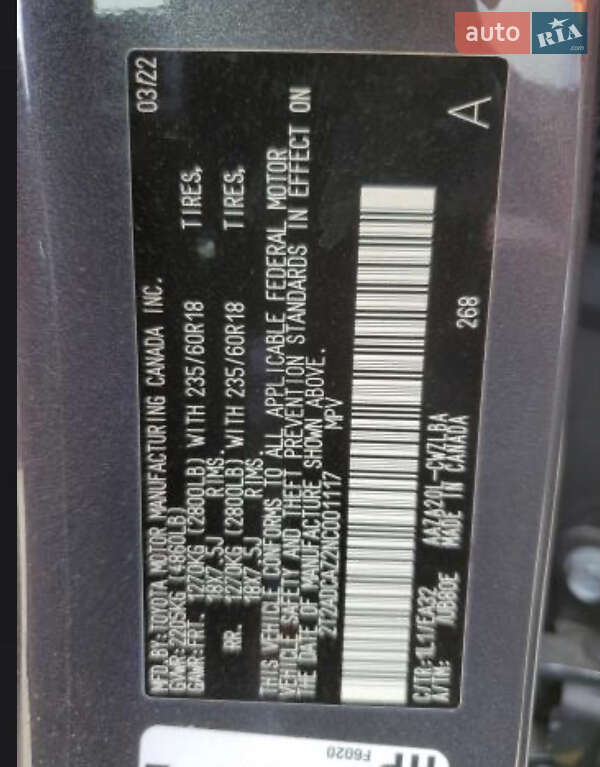 auto RIA
.com
MFD.BY: TOYOTA MOTOR MANUFACTURING CANADA INC. 03/22
GVWR: 2205KG (4860LB)
GAWR: FRT. 1270KG (2800LB) WITH 235/60R18 TIRES,
18X7.5J RIMS.
RR. 1270KG (2800LB) WITH 235/60R18 TIRES,
18X7.5J RIMS.
THIS VEHICLE CONFORMS TO ALL APPLICABLE FEDERAL MOTOR
VEHICLE SAFETY AND THEFT PREVENTION STANDARDS IN EFFECT ON
THE DATE OF MANUFACTURE SHOWN ABOVE.
2T2ADCAZ2NC001117 MPV
C/TR: 1L1/EA32 AAZA20L-CWZLBA 268 A
A/TM: MADE IN CANADA
F6020